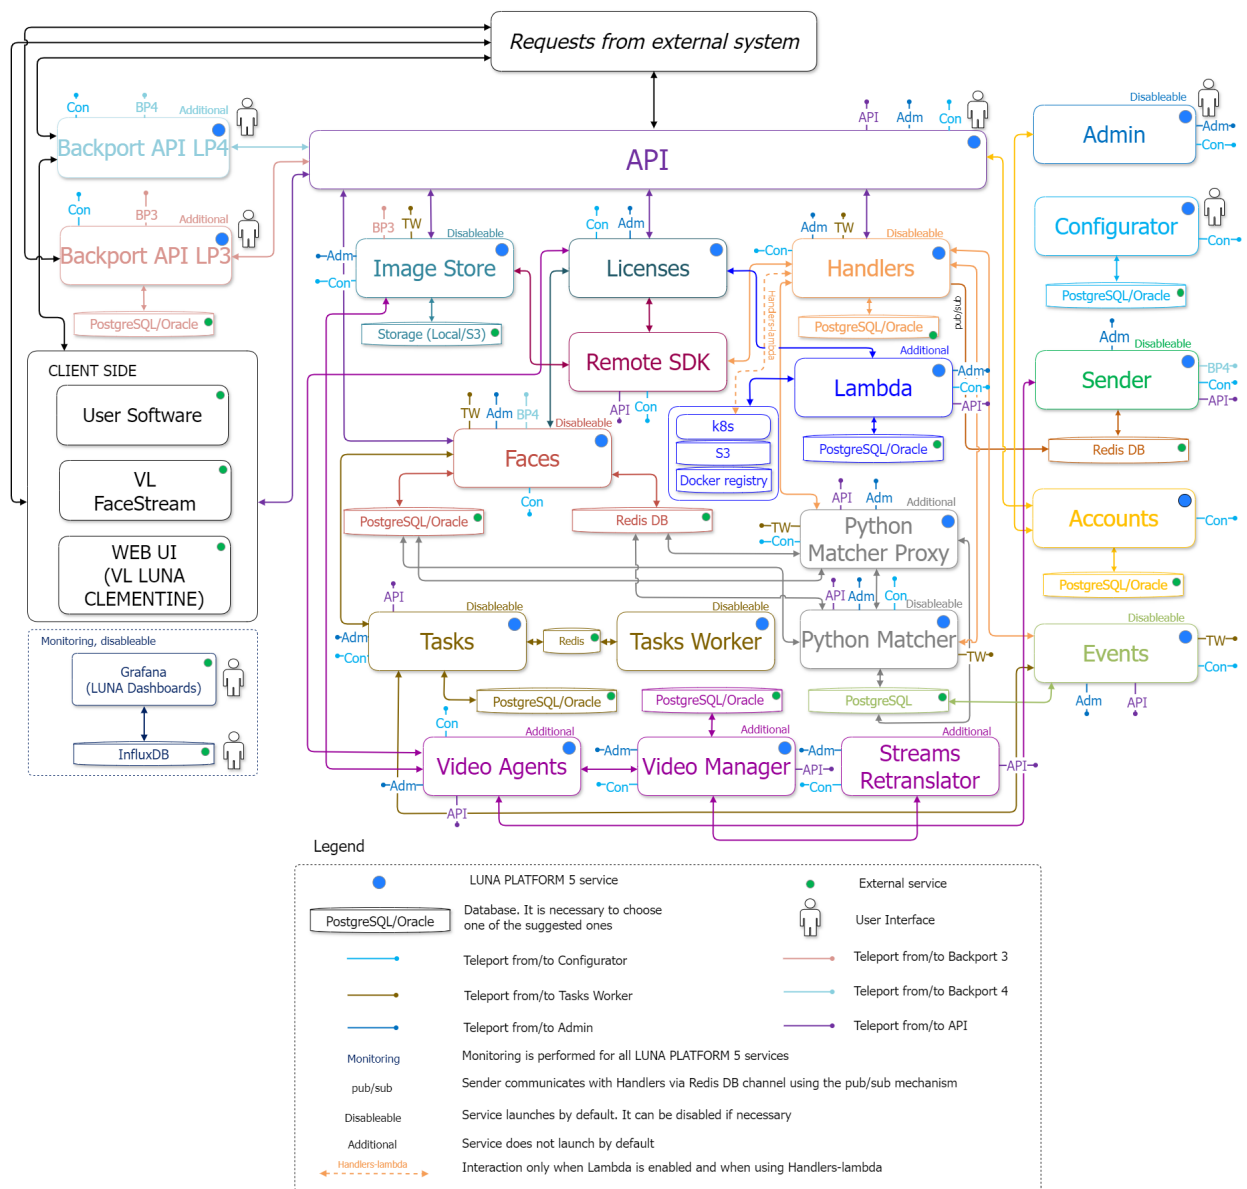 Requests from external system
Con
BP4
Additional
Backport API LP4
API
Adm
Con
API
Disableable
Admin
Adm
Con
Con
BP3
Additional
Backport API LP3
PostgreSQL/Oracle
BP3
TW
Disableable
Adm
Con
Image Store
Storage (Local/S3)
Con
Adm
Licenses
Adm
TW
Disableable
Con
Handlers
PostgreSQL/Oracle
Handers-lambda
pub/sub
Configurator
Con
PostgreSQL/Oracle
Remote SDK
API
Con
Additional
Lambda
Adm
Con
API
PostgreSQL/Oracle
k8s
S3
Docker registry
Adm
Disableable
Sender
BP4
Con
API
Redis DB
CLIENT SIDE
User Software
VL
FaceStream
WEB UI
(VL LUNA
CLEMENTINE)
TW
Adm
BP4
Disableable
Faces
Con
PostgreSQL/Oracle
Redis DB
API
Adm
Additional
TW
Con
Python
Matcher Proxy
Accounts
Con
PostgreSQL/Oracle
API
Disableable
Adm
Con
Tasks
Redis
Disableable
Tasks Worker
PostgreSQL/Oracle
API
Adm
Con
Disableable
Python Matcher
TW
PostgreSQL
Disableable
Events
TW
Con
Adm
API
Monitoring, disableable
Grafana
(LUNA Dashboards)
InfluxDB
Con
Additional
Video Agents
Adm
API
PostgreSQL/Oracle
Additional
Adm
Con
Video Manager
API
Additional
Adm
Con
Streams
Retranslator
API
Legend
LUNA PLATFORM 5 service
External service
PostgreSQL/Oracle
Database. It is necessary to choose
one of the suggested ones
User Interface
Teleport from/to Configurator
Teleport from/to Backport 3
Teleport from/to Tasks Worker
Teleport from/to Backport 4
Teleport from/to Admin
Teleport from/to API
Monitoring
Monitoring is performed for all LUNA PLATFORM 5 services
pub/sub
Sender communicates with Handlers via Redis DB channel using the pub/sub mechanism
Disableable
Service launches by default. It can be disabled if necessary
Additional
Service does not launch by default
Handlers-lambda
Interaction only when Lambda is enabled and when using Handlers-lambda